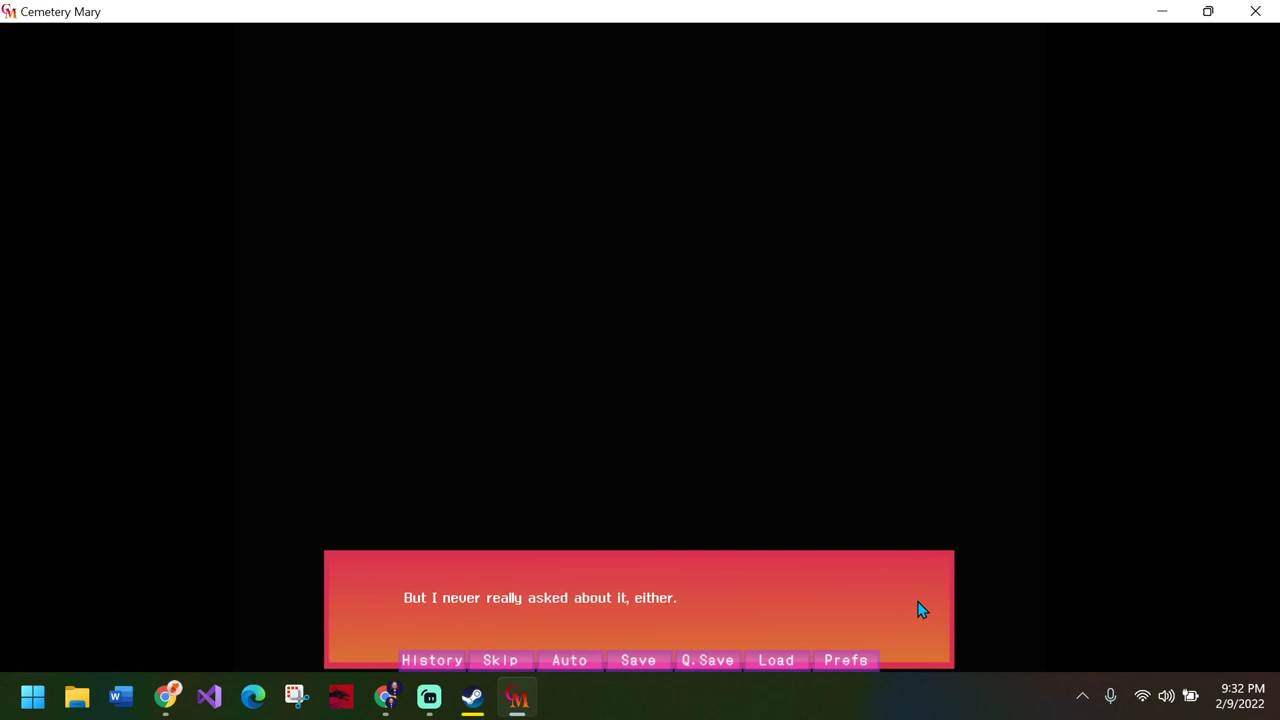 CM Cemetery Mary
But I never really asked about it, either.
History Skip Auto Save Q.Save Load Prefs
9:32 PM
2/9/2022